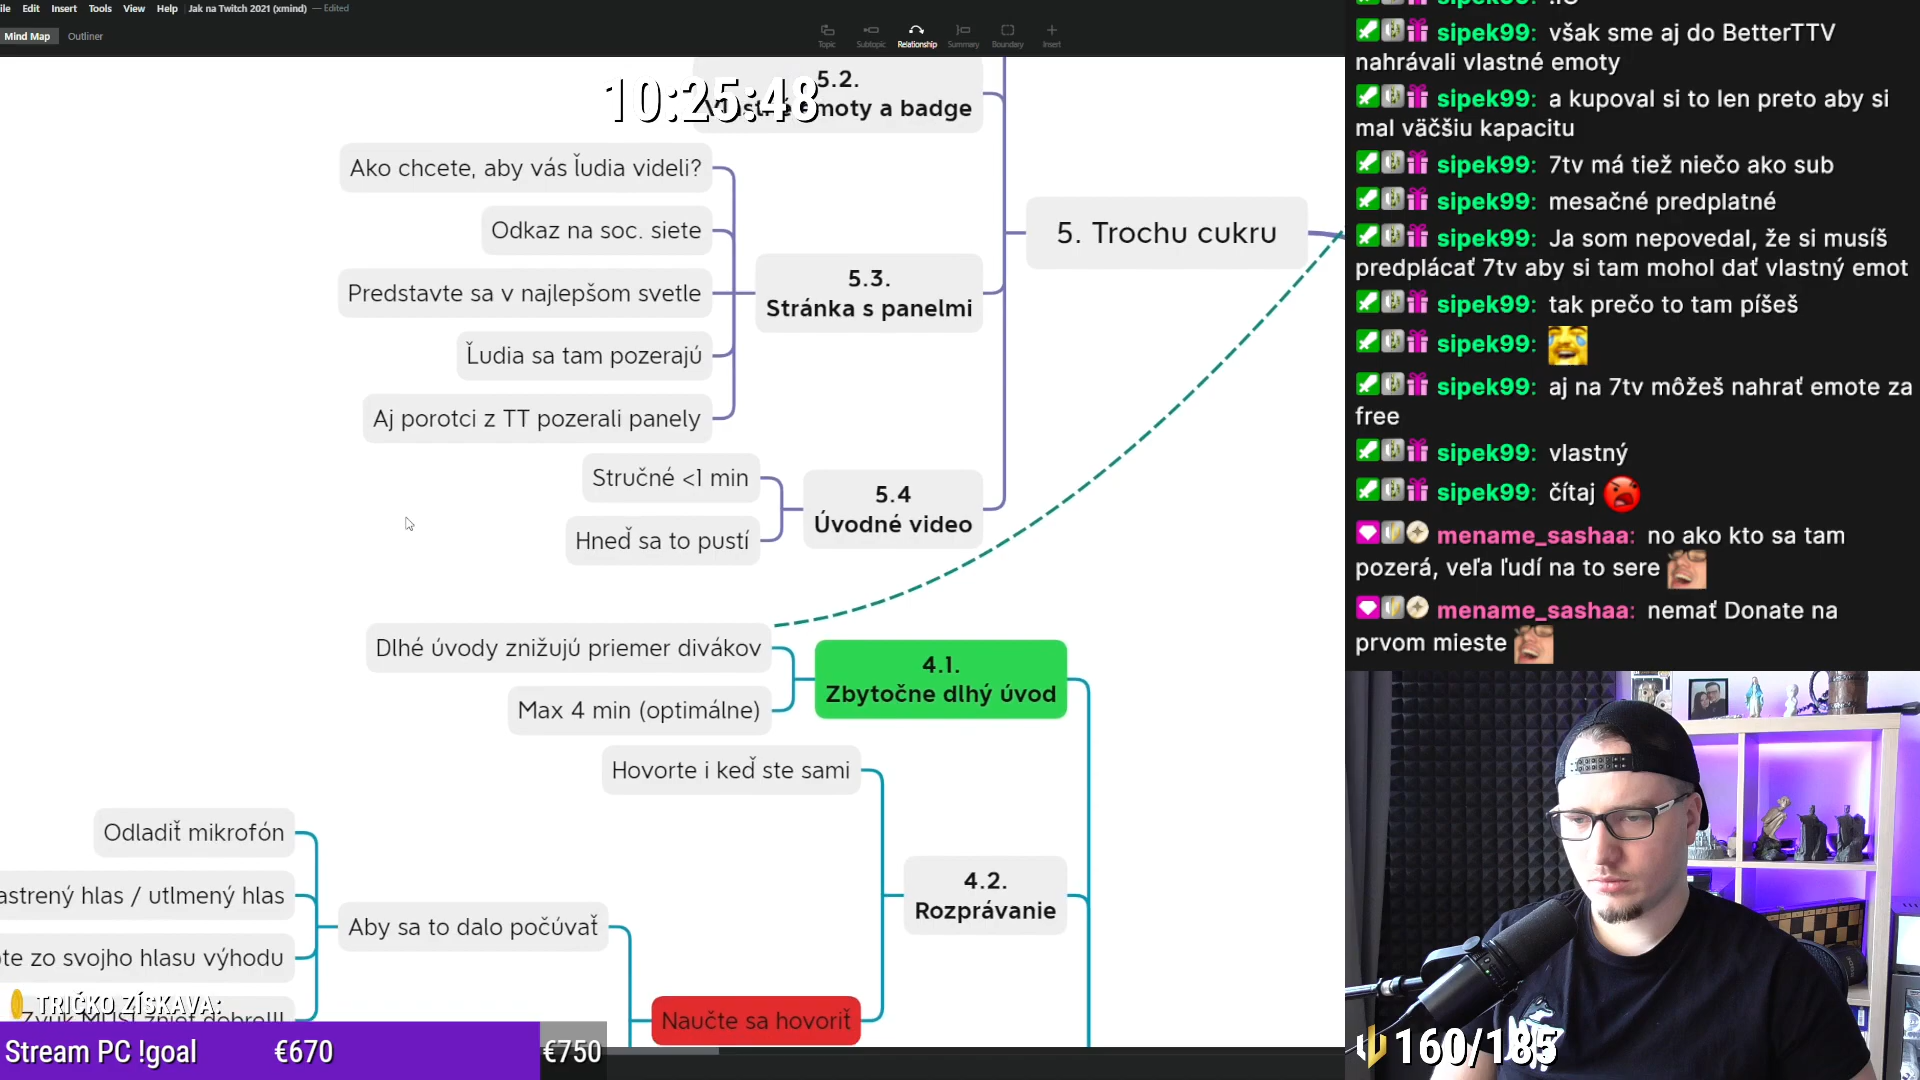 Edit Insert Tools View Help Jak na Twitch 2021 (xmind) — Edited
Mind Map Outliner
Topic Subtopic Relationship Summary Boundary Insert
10:25:48
5.2.
emoty a badge
Ako chcete, aby vás ľudia videli?
Odkaz na soc. siete
Predstavte sa v najlepšom svetle
Ľudia sa tam pozerajú
Aj porotci z TT pozerali panely
5.3.
Stránka s panelmi
5. Trochu cukru
Stručné <1 min
Hneď sa to pustí
5.4
Úvodné video
Dlhé úvody znižujú priemer divákov
Max 4 min (optimálne)
4.1.
Zbytočne dlhý úvod
Hovorte i keď ste sami
4.2.
Rozprávanie
Odladiť mikrofón
hlas / utlmený hlas
zo svojho hlasu výhodu
Zvuk MUSÍ znieť dobre!!!
Aby sa to dalo počúvať
Naučte sa hovoriť
TRIČKO ZÍSKAVA:
Stream PC !goal €670 €750
sipek99: však sme aj do BetterTTV
nahrávali vlastné emoty
sipek99: a kupoval si to len preto aby si
mal väčšiu kapacitu
sipek99: 7tv má tiež niečo ako sub
sipek99: mesačné predplatné
sipek99: Ja som nepovedal, že si musíš
predplácať 7tv aby si tam mohol dať vlastný emot
sipek99: tak prečo to tam píšeš
sipek99:
sipek99: aj na 7tv môžeš nahrať emote za
free
sipek99: vlastný
sipek99: čítaj
mename_sashaa: no ako kto sa tam
pozerá, veľa ľudí na to sere
mename_sashaa: nemať Donate na
prvom mieste
160/185